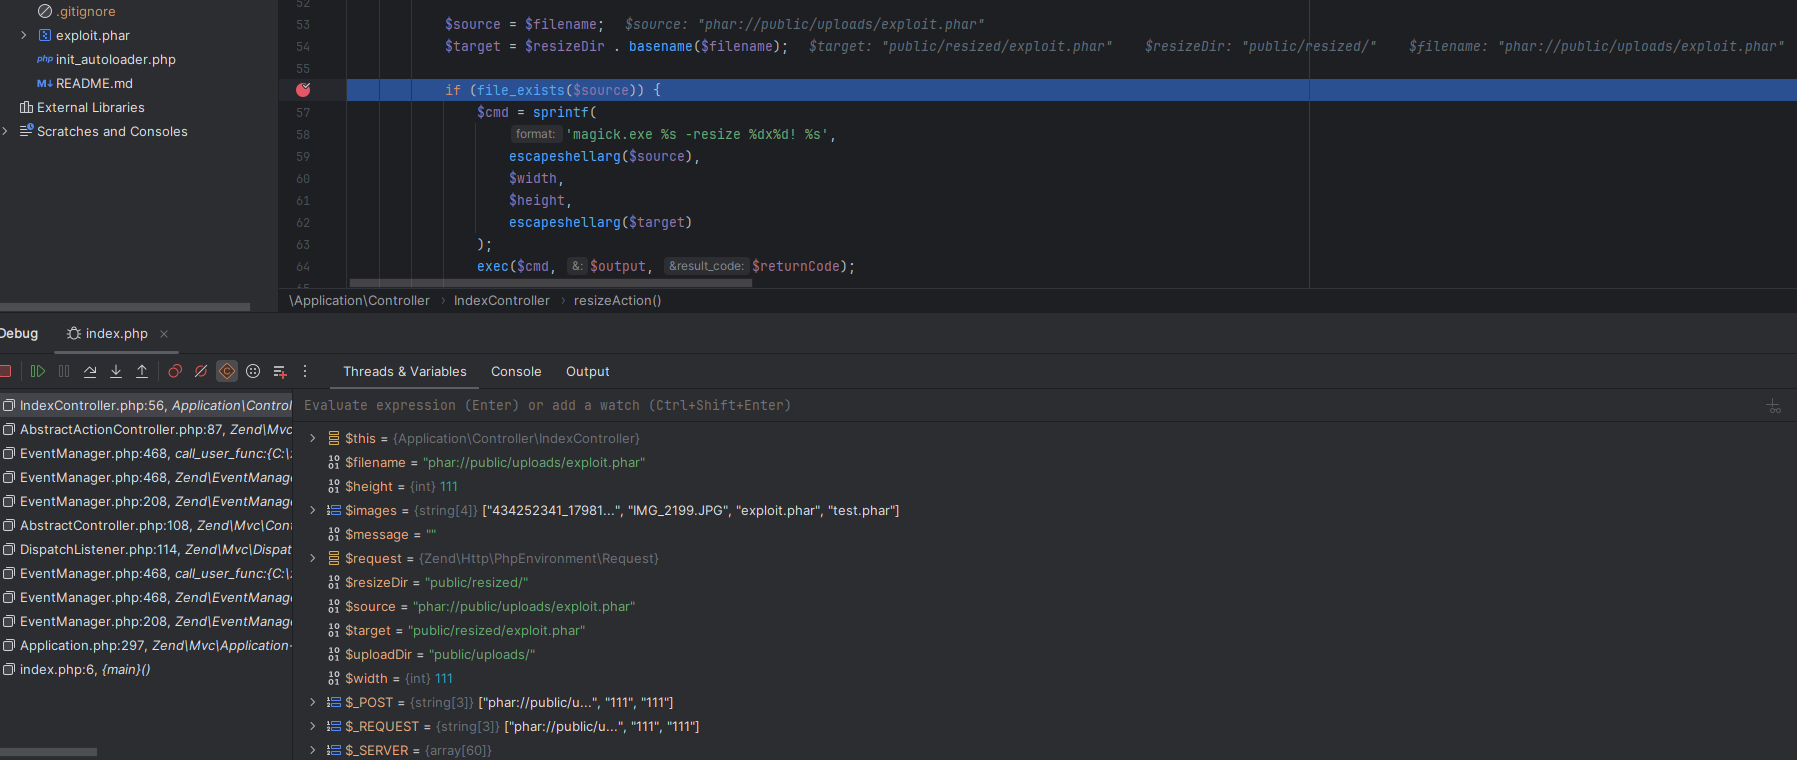 .gitignore
exploit.phar
php init_autoloader.php
M↓ README.md
External Libraries
Scratches and Consoles
52
53 $source = $filename; $source: "phar://public/uploads/exploit.phar"
54 $target = $resizeDir . basename($filename); $target: "public/resized/exploit.phar" $resizeDir: "public/resized/" $filename: "phar://public/uploads/exploit.phar"
55
if (file_exists($source)) {
57 $cmd = sprintf(
58 format: 'magick.exe %s -resize %dx%d! %s',
59 escapeshellarg($source),
60 $width,
61 $height,
62 escapeshellarg($target)
63 );
64 exec($cmd, &: $output, &result_code: $returnCode);
65
\Application\Controller › IndexController › resizeAction()
Debug index.php ×
Threads & Variables Console Output
IndexController.php:56, Application\Control
AbstractActionController.php:87, Zend\Mvc
EventManager.php:468, call_user_func:{C:\
EventManager.php:468, Zend\EventManage
EventManager.php:208, Zend\EventManage
AbstractController.php:108, Zend\Mvc\Cont
DispatchListener.php:114, Zend\Mvc\Dispat
EventManager.php:468, call_user_func:{C:\
EventManager.php:468, Zend\EventManage
EventManager.php:208, Zend\EventManage
Application.php:297, Zend\Mvc\Application-
index.php:6, {main}()
Evaluate expression (Enter) or add a watch (Ctrl+Shift+Enter)
$this = {Application\Controller\IndexController}
$filename = "phar://public/uploads/exploit.phar"
$height = {int} 111
$images = {string[4]} ["434252341_17981...", "IMG_2199.JPG", "exploit.phar", "test.phar"]
$message = ""
$request = {Zend\Http\PhpEnvironment\Request}
$resizeDir = "public/resized/"
$source = "phar://public/uploads/exploit.phar"
$target = "public/resized/exploit.phar"
$uploadDir = "public/uploads/"
$width = {int} 111
$_POST = {string[3]} ["phar://public/u...", "111", "111"]
$_REQUEST = {string[3]} ["phar://public/u...", "111", "111"]
$_SERVER = {array[60]}